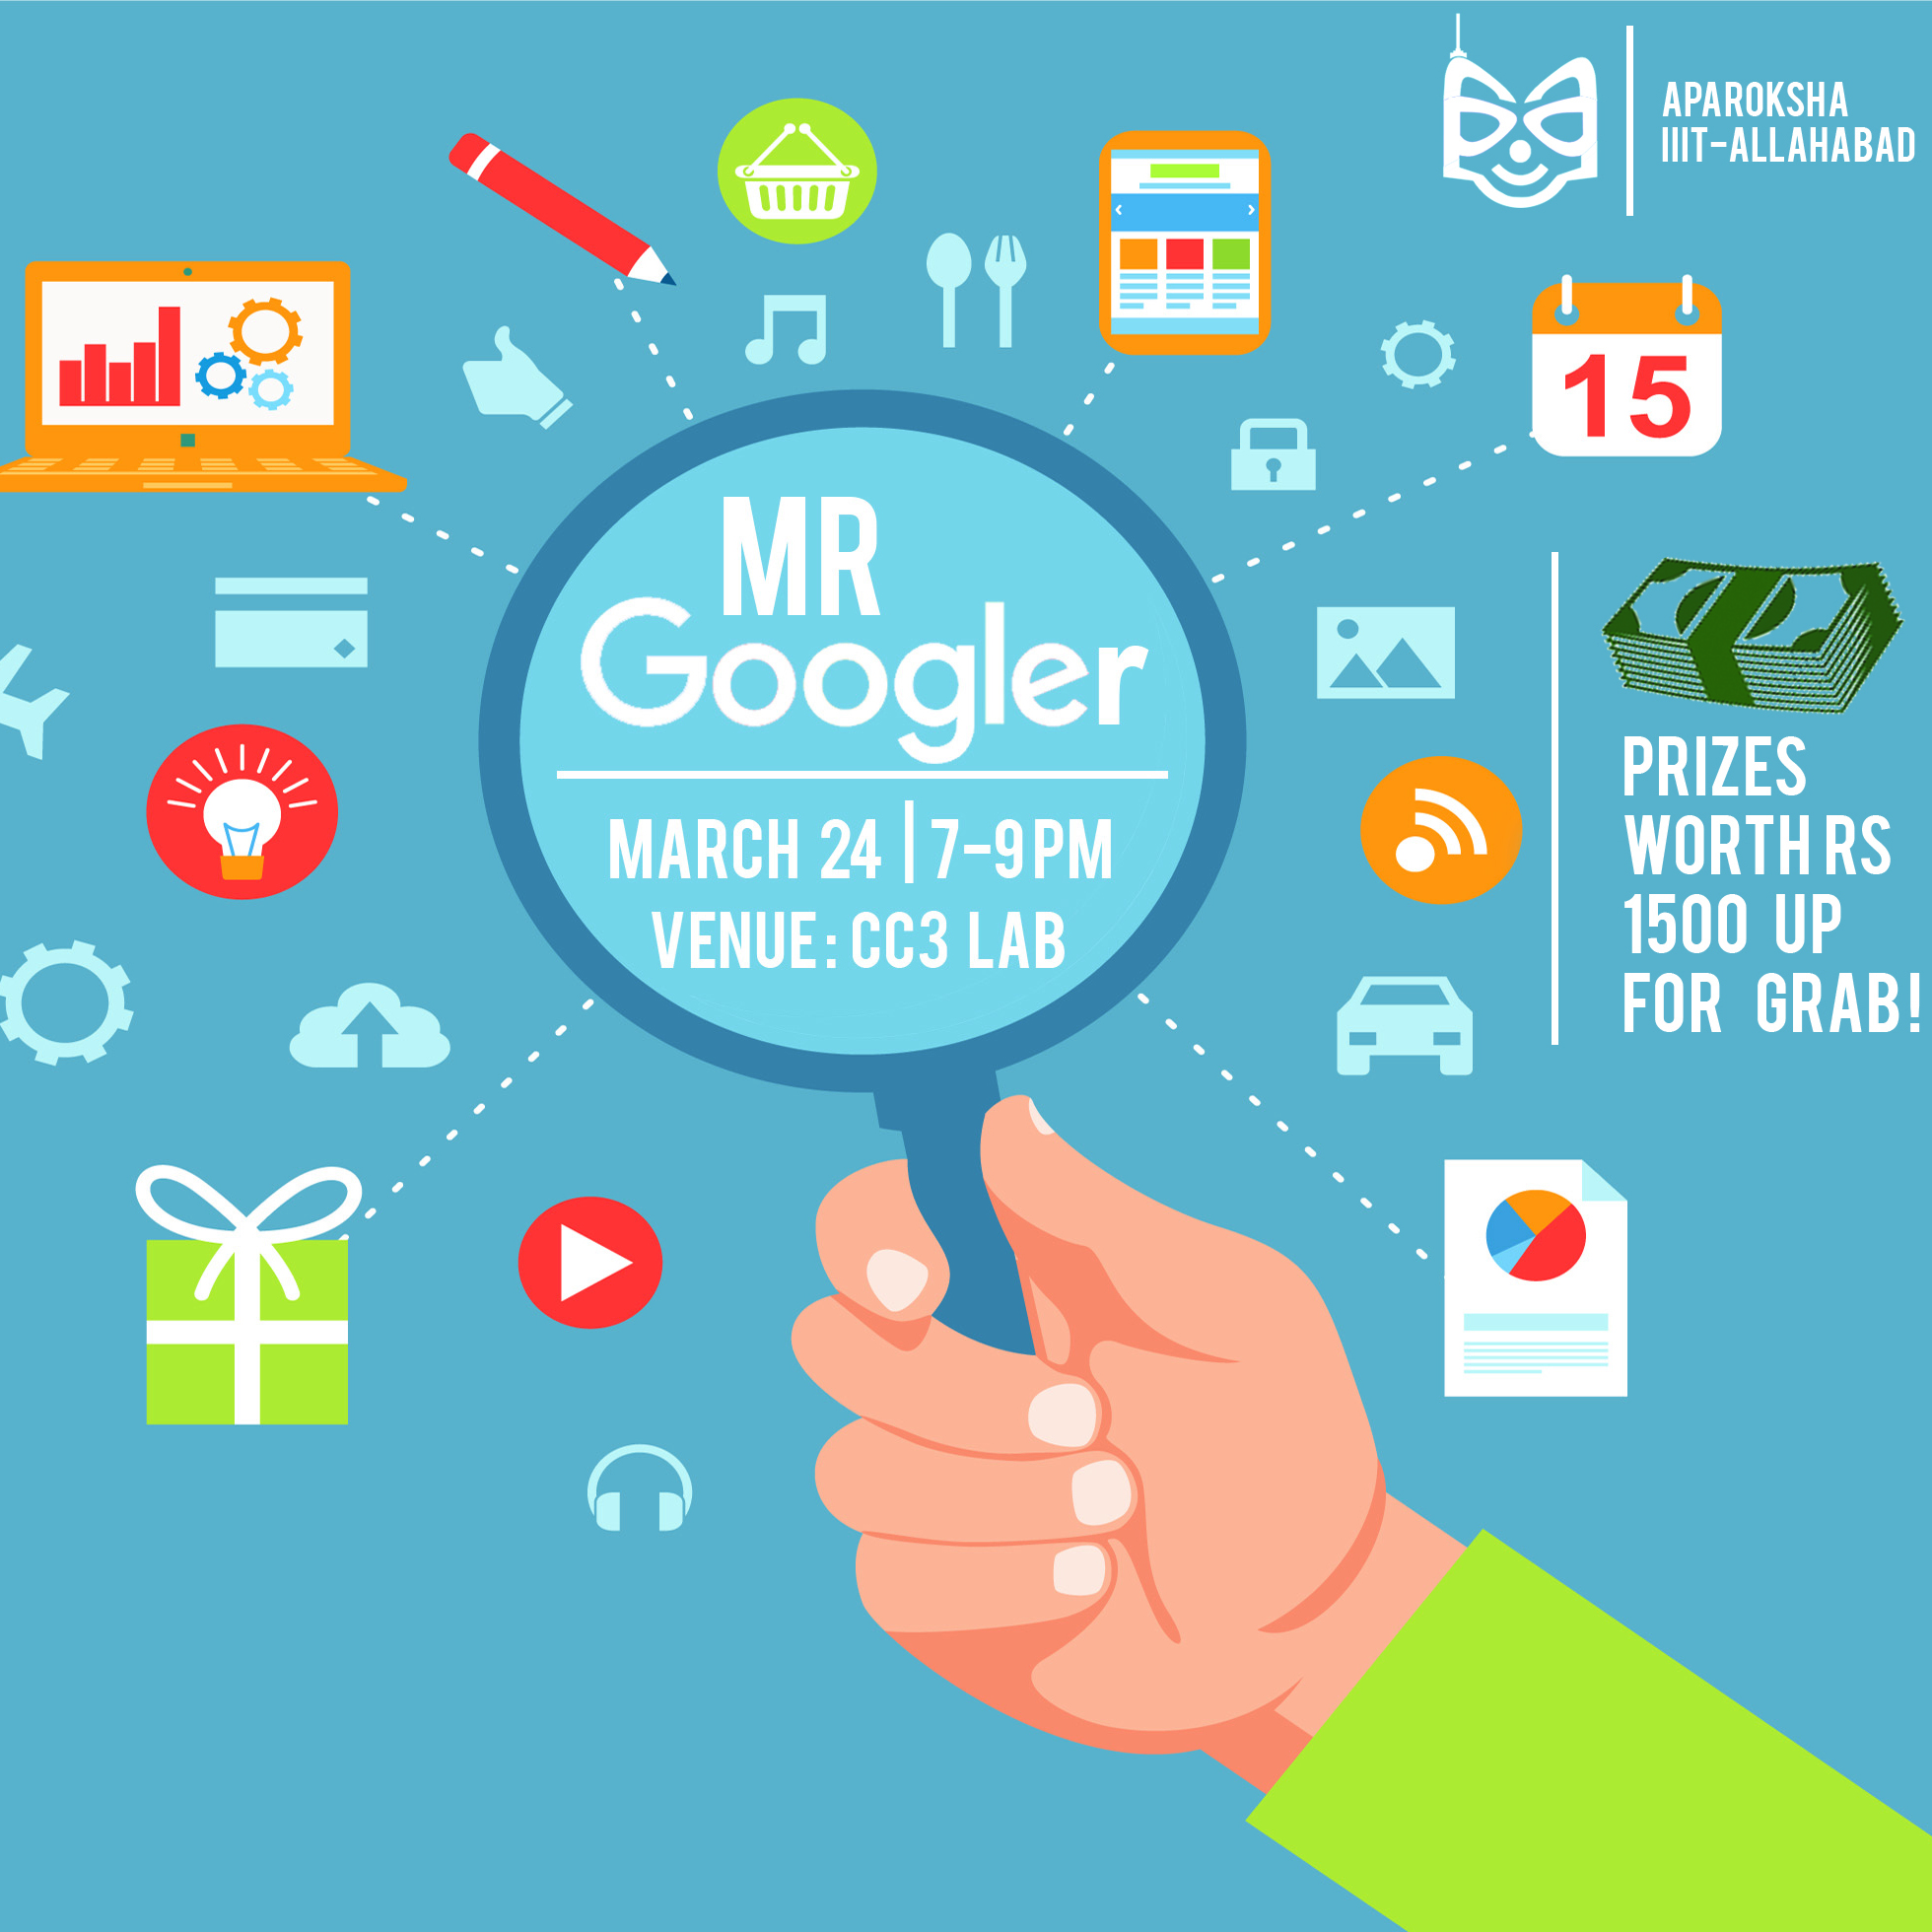 APAROKSHA
IIIT-ALLAHABAD
15
MR
Googler
MARCH 24 | 7-9PM
VENUE: CC3 LAB
PRIZES
WORTH RS
1500 UP
FOR GRAB!